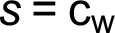 s = c_w